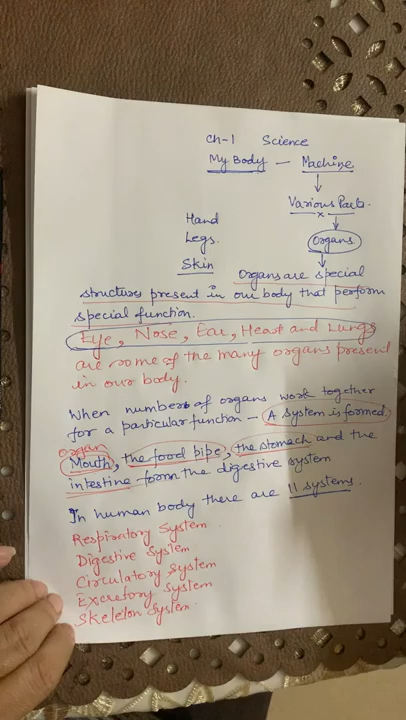 Ch-1 Science
My Body — Machine
↓
Various Parts.
× ↓
Hand
Legs. Organs
Skin ↓
Organs are special
structures present in our body that perform
special function.
Eye, Nose, Ear, Heart and Lungs
are some of the many organs present
in our body.
When numbers of organs work together
for a particular function - A system is formed
organ
Mouth, the food pipe, the stomach and the
intestine form the digestive system
In human body there are 11 systems.
Respiratory System
Digestive System
Circulatory System
Excretory System
Skeleton System.